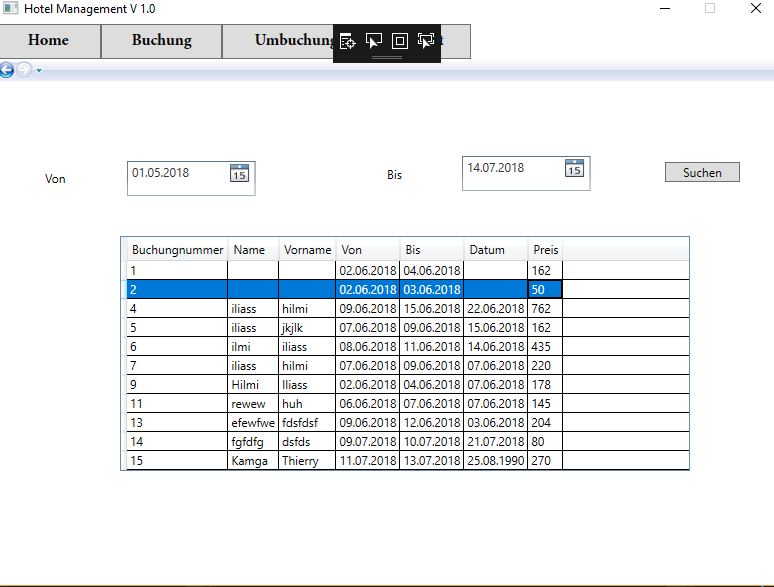 Hotel Management V 1.0
Home Buchung Umbuchung
Von 01.05.2018 15 Bis 14.07.2018 15 Suchen
Buchungnummer Name Vorname Von Bis Datum Preis
1 02.06.2018 04.06.2018 162
2 02.06.2018 03.06.2018 50
4 iliass hilmi 09.06.2018 15.06.2018 22.06.2018 762
5 iliass jkjlk 07.06.2018 09.06.2018 15.06.2018 162
6 ilmi iliass 08.06.2018 11.06.2018 14.06.2018 435
7 iliass hilmi 07.06.2018 09.06.2018 07.06.2018 220
9 Hilmi Iliass 02.06.2018 04.06.2018 07.06.2018 178
11 rewew huh 06.06.2018 07.06.2018 07.06.2018 145
13 efewfwe fdsfdsf 09.06.2018 12.06.2018 03.06.2018 204
14 fgfdfg dsfds 09.07.2018 10.07.2018 21.07.2018 80
15 Kamga Thierry 11.07.2018 13.07.2018 25.08.1990 270